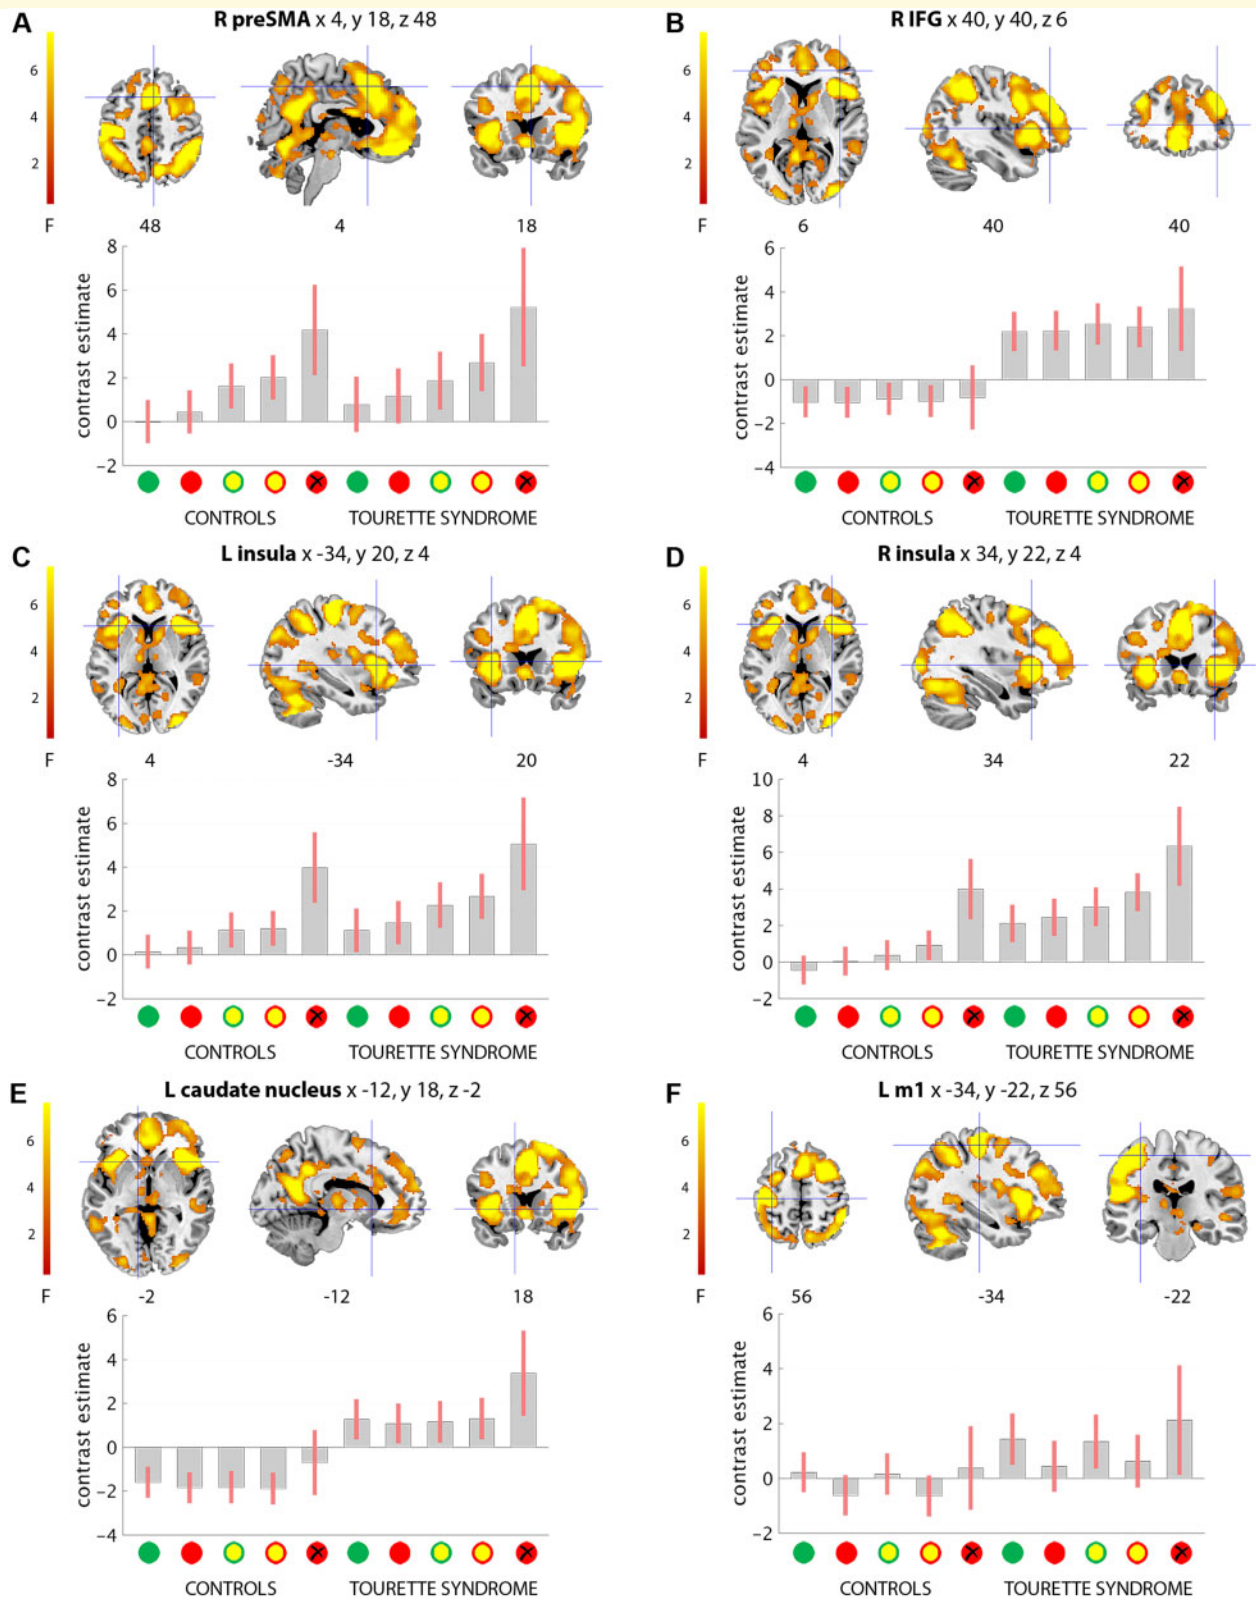 A
R preSMA x 4, y 18, z 48
6
4
2
F
48
4
18
contrast estimate
8
6
4
2
0
−2
CONTROLS
TOURETTE SYNDROME
B
R IFG x 40, y 40, z 6
6
4
2
F
6
40
40
contrast estimate
6
4
2
0
−2
−4
CONTROLS
TOURETTE SYNDROME
C
L insula x -34, y 20, z 4
6
4
2
F
4
-34
20
contrast estimate
8
6
4
2
0
−2
CONTROLS
TOURETTE SYNDROME
D
R insula x 34, y 22, z 4
6
4
2
F
4
34
22
contrast estimate
10
8
6
4
2
0
−2
CONTROLS
TOURETTE SYNDROME
E
L caudate nucleus x -12, y 18, z -2
6
4
2
F
-2
-12
18
contrast estimate
6
4
2
0
−2
−4
CONTROLS
TOURETTE SYNDROME
F
L m1 x -34, y -22, z 56
6
4
2
F
56
-34
-22
contrast estimate
6
4
2
0
−2
CONTROLS
TOURETTE SYNDROME